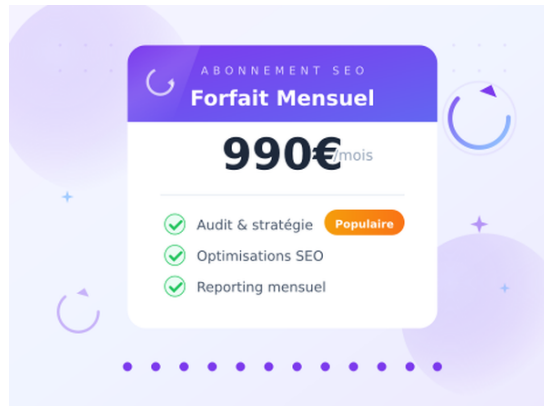 ABONNEMENT SEO
Forfait Mensuel
990€ /mois
Audit & stratégie Populaire
Optimisations SEO
Reporting mensuel